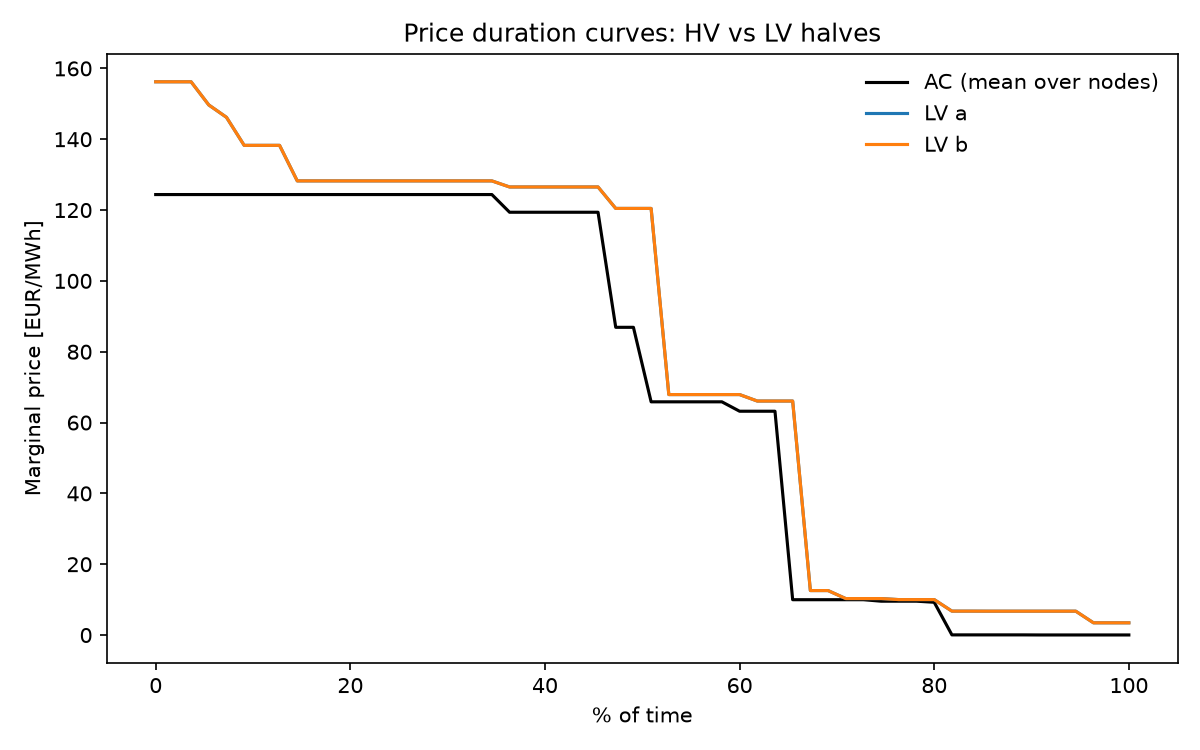 Price duration curves: HV vs LV halves
AC (mean over nodes)
LV a
LV b
Marginal price [EUR/MWh]
160
140
120
100
80
60
40
20
0
0 20 40 60 80 100
% of time